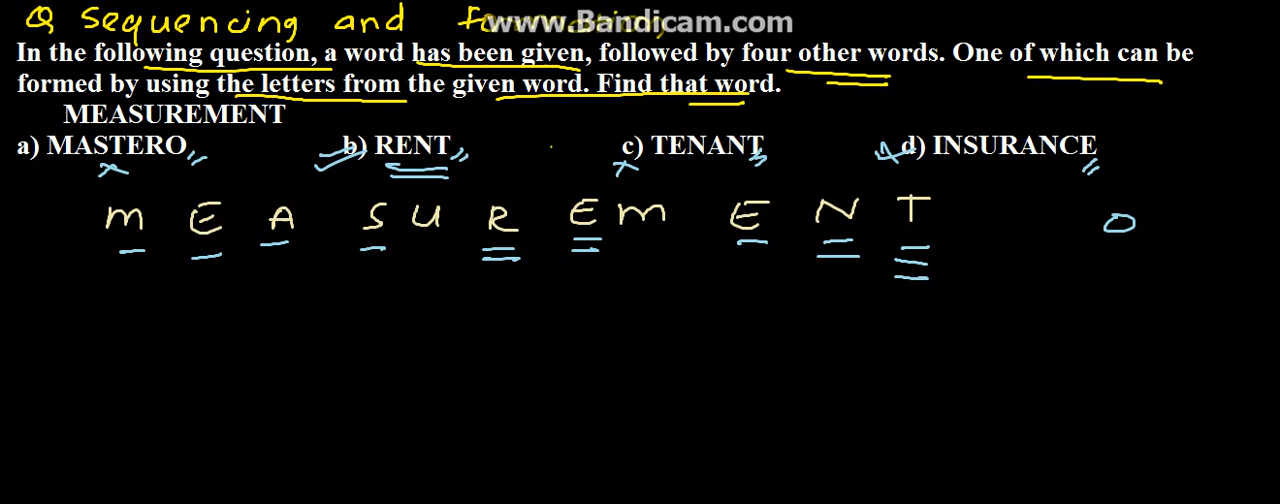 Q Sequencing and
www.Bandicam.com
In the following question, a word has been given, followed by four other words. One of which can be
formed by using the letters from the given word. Find that word.
MEASUREMENT
a) MASTERO b) RENT c) TENANT d) INSURANCE
M E A S U R E M E N T O